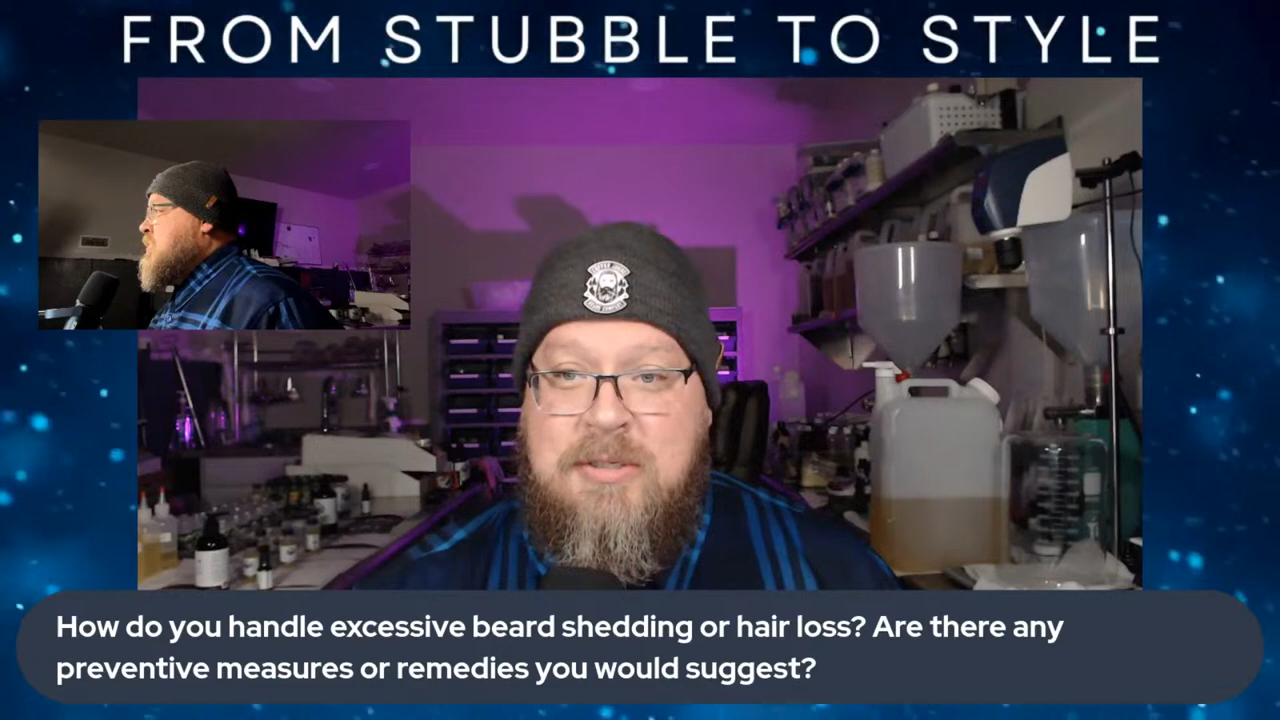 FROM STUBBLE TO STYLE
How do you handle excessive beard shedding or hair loss? Are there any
preventive measures or remedies you would suggest?